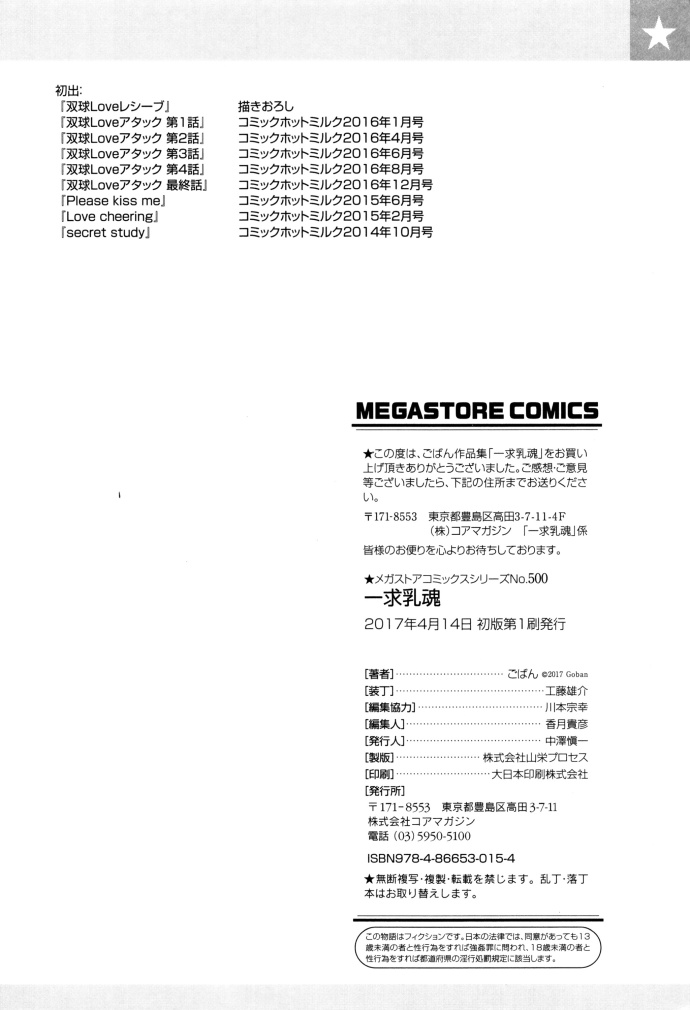 初出:
『双球Loveレシーブ』 描きおろし
『双球Loveアタック 第1話』 コミックホットミルク2016年1月号
『双球Loveアタック 第2話』 コミックホットミルク2016年4月号
『双球Loveアタック 第3話』 コミックホットミルク2016年6月号
『双球Loveアタック 第4話』 コミックホットミルク2016年8月号
『双球Loveアタック 最終話』 コミックホットミルク2016年12月号
『Please kiss me』 コミックホットミルク2015年6月号
『Love cheering』 コミックホットミルク2015年2月号
『secret study』 コミックホットミルク2014年10月号
MEGASTORE COMICS
★この度は、ごばん作品集「一求乳魂」をお買い
上げ頂きありがとうございました。ご感想・ご意見
等ございましたら、下記の住所までお送りくださ
い。
〒171-8553 東京都豊島区高田3-7-11-4F
(株)コアマガジン 「一求乳魂」係
皆様のお便りを心よりお待ちしております。
★メガストアコミックスシリーズNo.500
一求乳魂
2017年4月14日 初版第1刷発行
[著者]………………………… ごばん ©2017 Goban
[装丁]…………………………工藤雄介
[編集協力]…………………………川本宗幸
[編集人]………………………… 香月貴彦
[発行人]………………………… 中澤愼一
[製版]…………………… 株式会社山栄プロセス
[印刷]……………………大日本印刷株式会社
[発行所]
〒171-8553 東京都豊島区高田3-7-11
株式会社コアマガジン
電話 (03)5950-5100
ISBN978-4-86653-015-4
★無断複写・複製・転載を禁じます。乱丁・落丁
本はお取り替えします。
この物語はフィクションです。日本の法律では、同意があっても13
歳未満の者と性行為をすれば強姦罪に問われ、18歳未満の者と
性行為をすれば都道府県の淫行処罰規定に該当します。